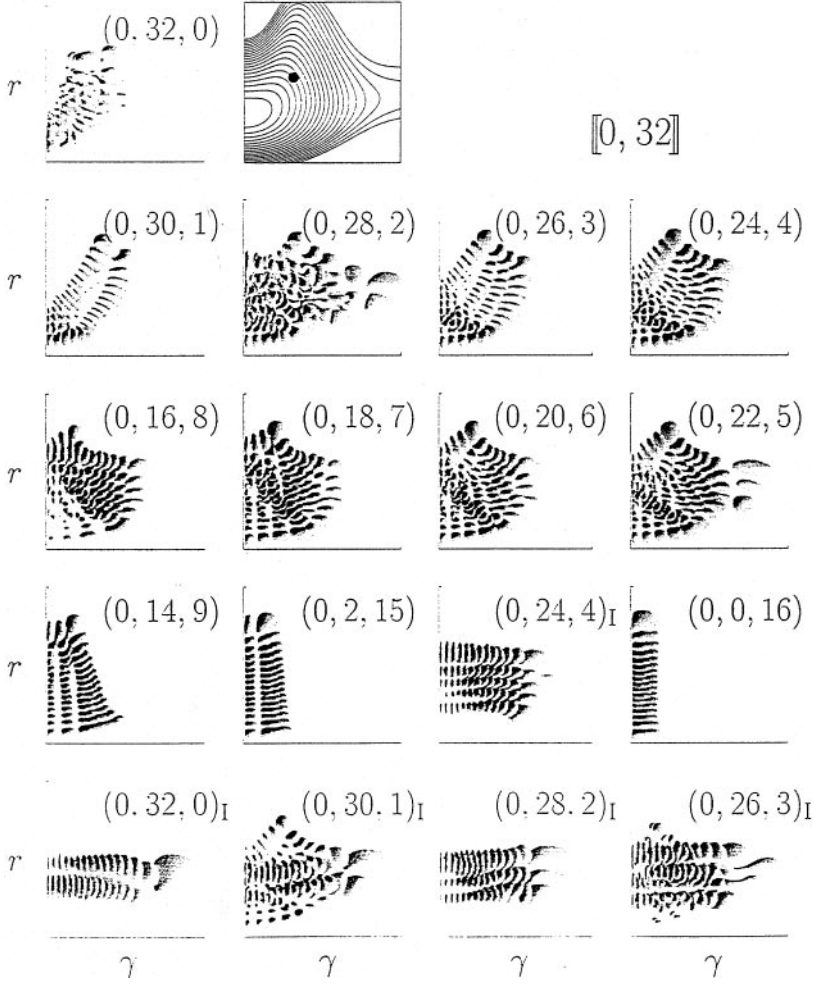 r (0.32, 0)
⟦0, 32⟧
r (0, 30, 1) (0, 28, 2) (0, 26, 3) (0, 24, 4)
r (0, 16, 8) (0, 18, 7) (0, 20, 6) (0, 22, 5)
r (0, 14, 9) (0, 2, 15) (0, 24, 4)I (0, 0, 16)
r (0.32, 0)I (0, 30.1)I (0, 28.2)I (0, 26, 3)I
γ γ γ γ